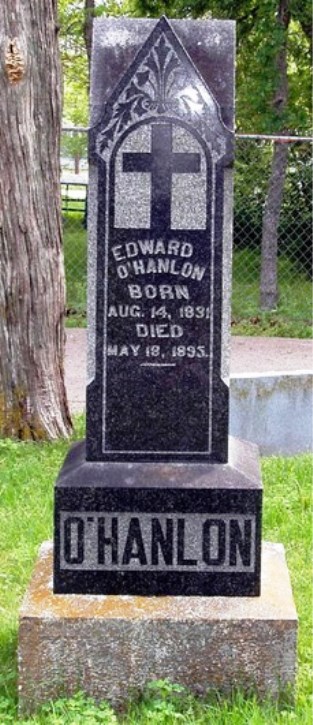 EDWARD
O'HANLON
BORN
AUG. 14, 1831
DIED
MAY 18, 1895.
O'HANLON